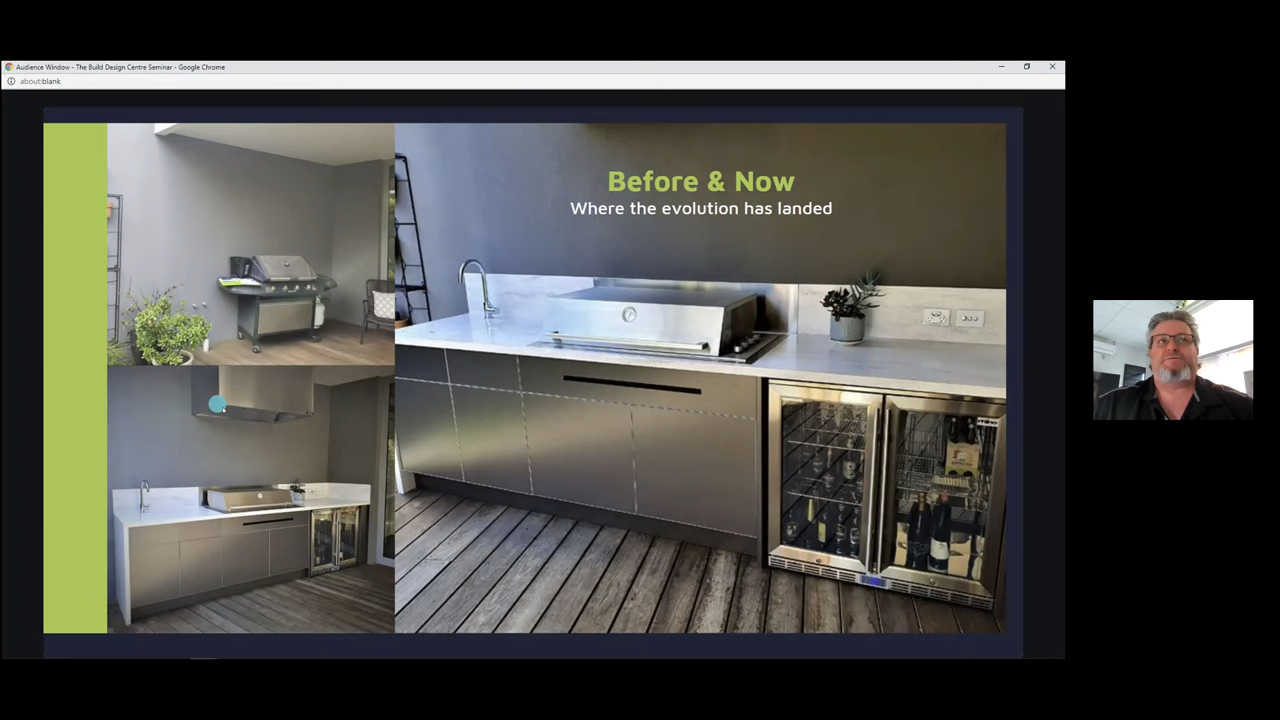 Audience Window - The Build Design Centre Seminar - Google Chrome
about:blank
Before & Now
Where the evolution has landed